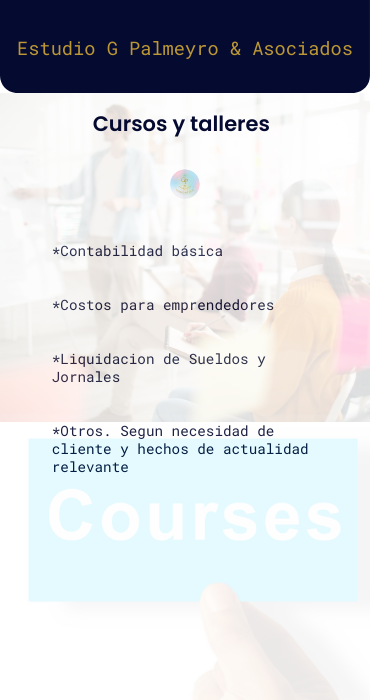 Estudio G Palmeyro & Asociados
Cursos y talleres
*Contabilidad básica
*Costos para emprendedores
*Liquidacion de Sueldos y
Jornales
*Otros. Segun necesidad de
cliente y hechos de actualidad
relevante
Courses